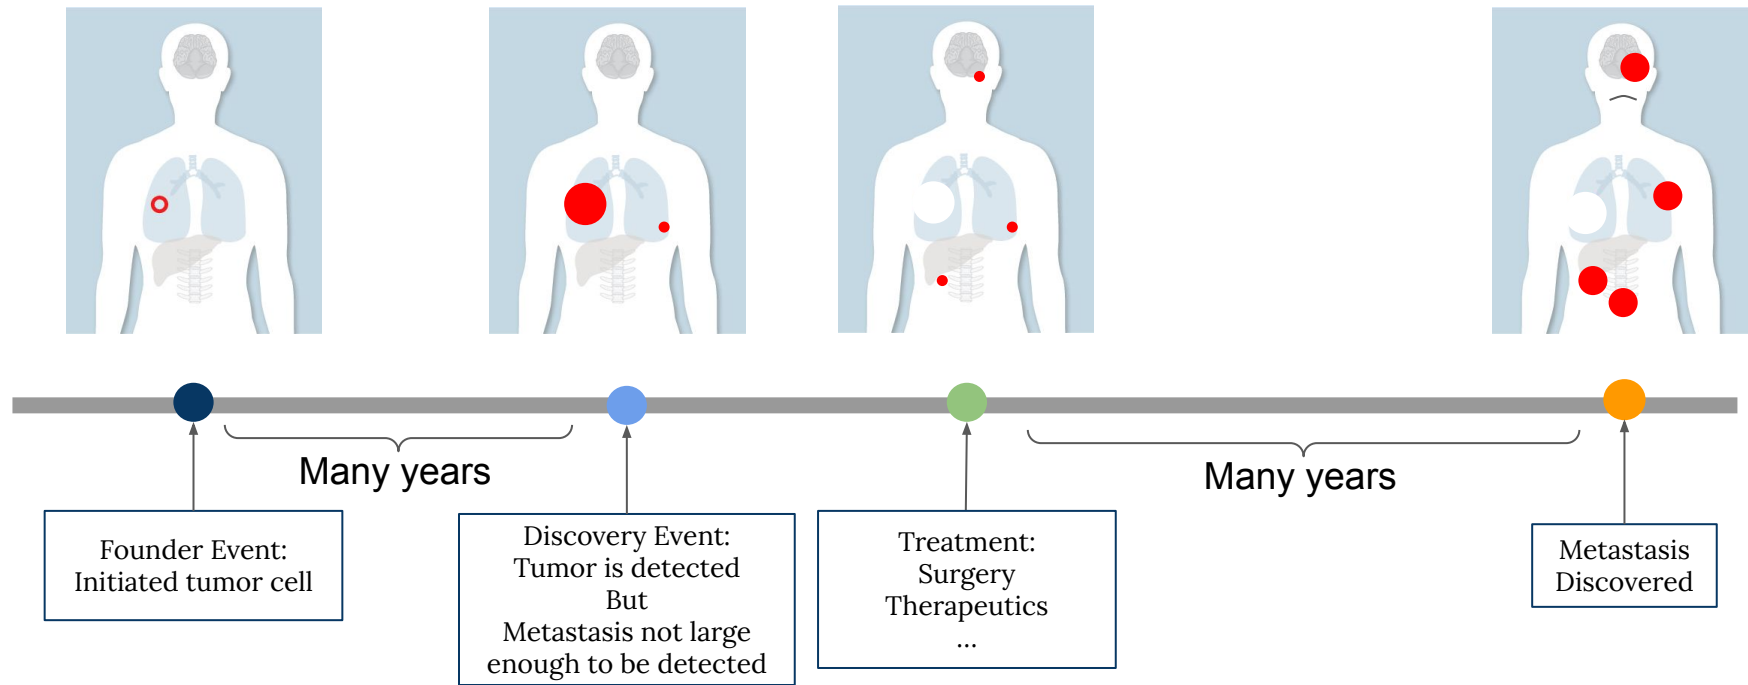 Many years
Many years
Founder Event:
Initiated tumor cell
Discovery Event:
Tumor is detected
But
Metastasis not large
enough to be detected
Treatment:
Surgery
Therapeutics
...
Metastasis
Discovered